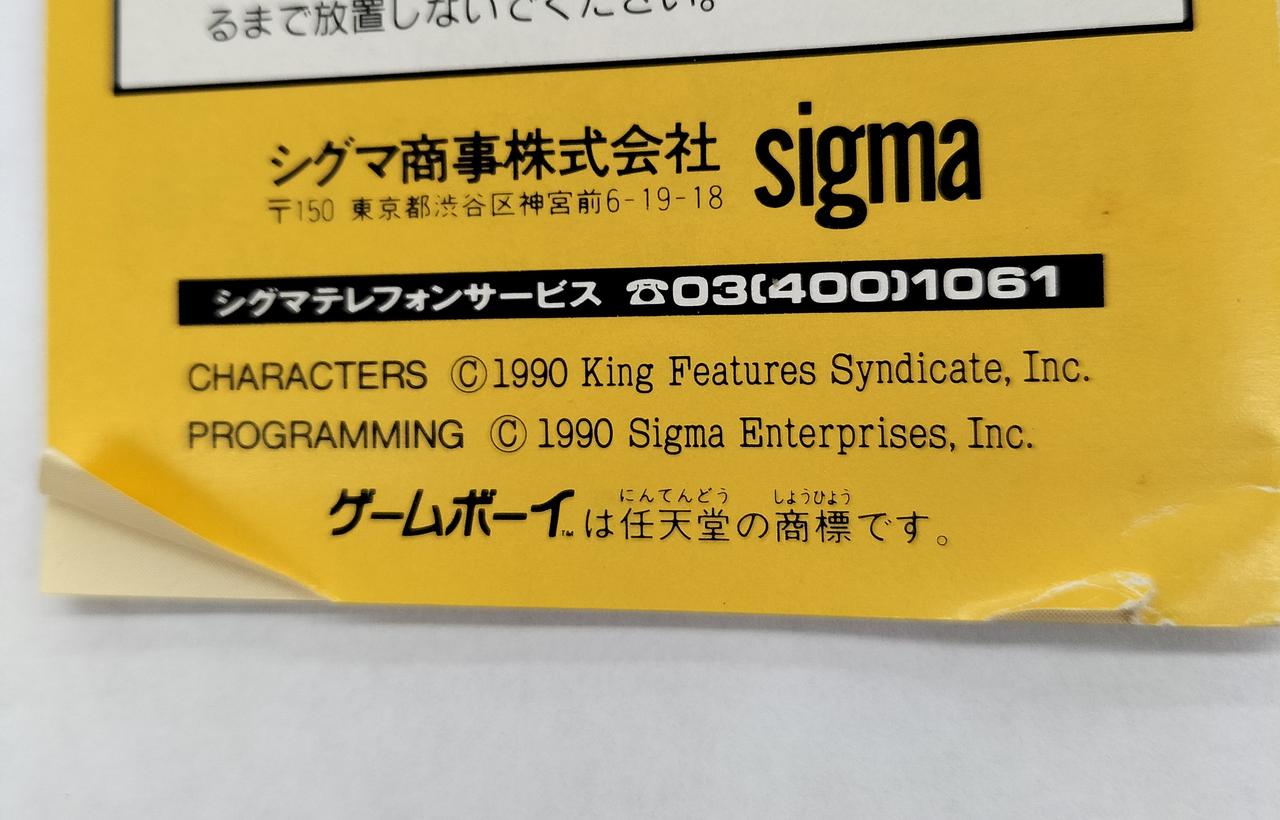 るまで放置しないでください。
シグマ商事株式会社 sigma
〒150 東京都渋谷区神宮前6-19-18
シグマテレフォンサービス ☎03(400)1061
CHARACTERS ©1990 King Features Syndicate, Inc.
PROGRAMMING © 1990 Sigma Enterprises, Inc.
にんてんどう しょうひょう
ゲームボーイ™は任天堂の商標です。